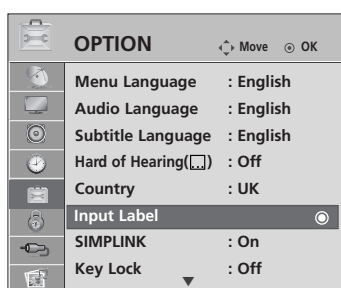 OPTION Move OK
Menu Language : English
Audio Language : English
Subtitle Language : English
Hard of Hearing( ) : Off
Country : UK
Input Label
SIMPLINK : On
Key Lock : Off